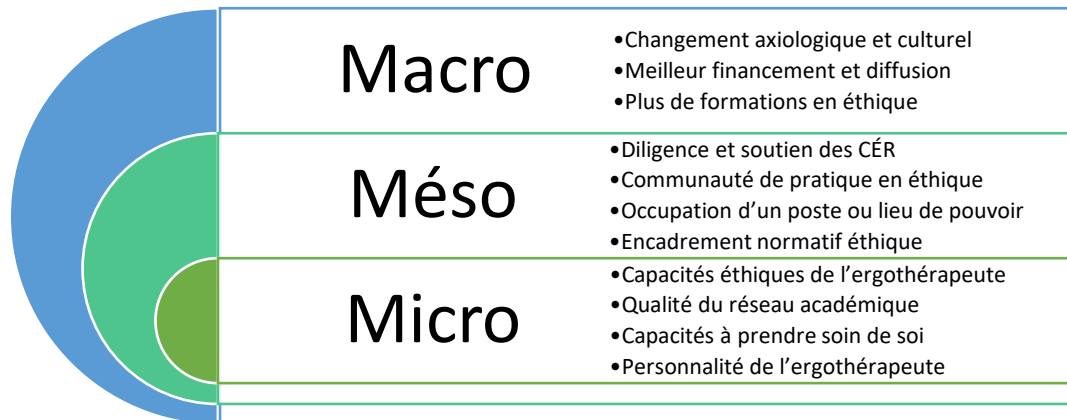 Macro
•Changement axiologique et culturel
•Meilleur financement et diffusion
•Plus de formations en éthique
Méso
•Diligence et soutien des CÉR
•Communauté de pratique en éthique
•Occupation d’un poste ou lieu de pouvoir
•Encadrement normatif éthique
Micro
•Capacités éthiques de l’ergothérapeute
•Qualité du réseau académique
•Capacités à prendre soin de soi
•Personnalité de l’ergothérapeute